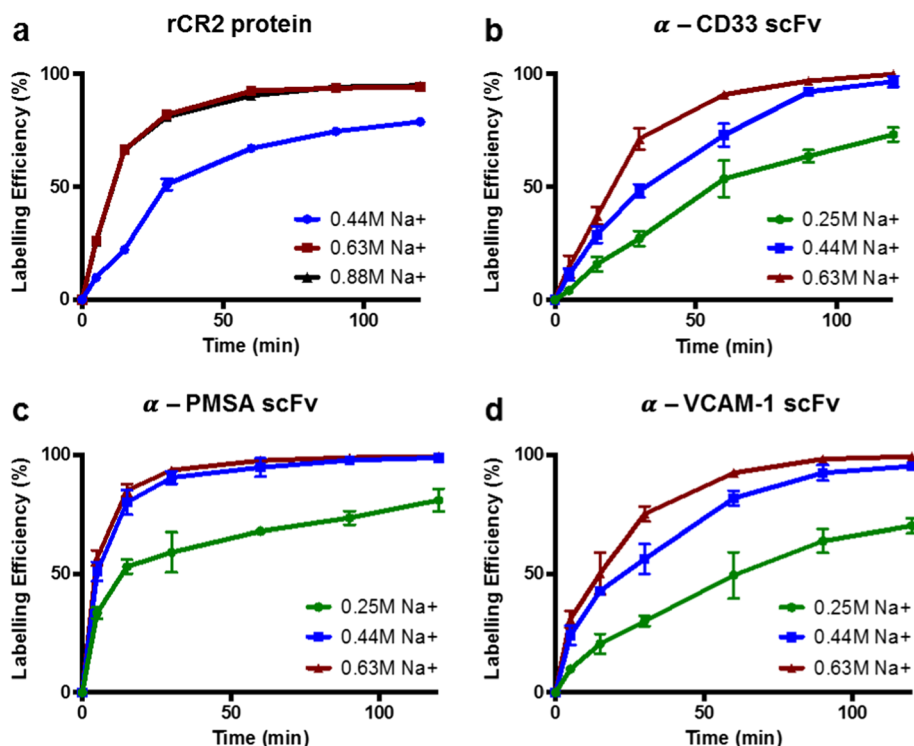 a
rCR2 protein
Labelling Efficiency (%)
100
50
0
0.44M Na+
0.63M Na+
0.88M Na+
0
50
100
Time (min)
b
α – CD33 scFv
Labelling Efficiency (%)
100
50
0
0.25M Na+
0.44M Na+
0.63M Na+
0
50
100
Time (min)
c
α – PMSA scFv
Labelling Efficiency (%)
100
50
0
0.25M Na+
0.44M Na+
0.63M Na+
0
50
100
Time (min)
d
α – VCAM-1 scFv
Labelling Efficiency (%)
100
50
0
0.25M Na+
0.44M Na+
0.63M Na+
0
50
100
Time (min)